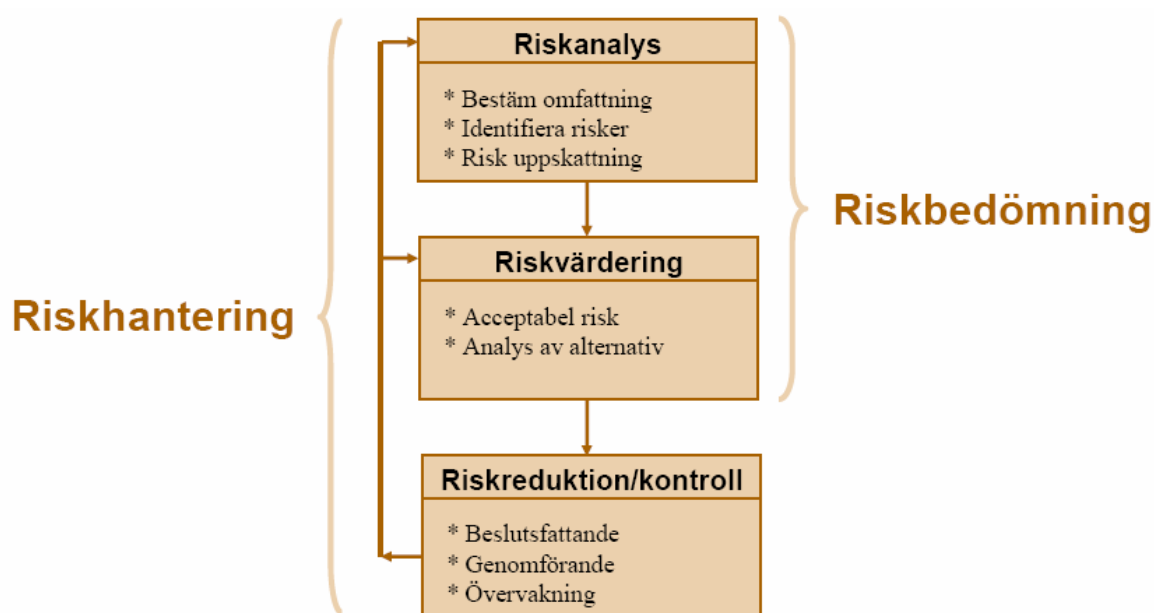 Riskanalys
* Bestäm omfattning
* Identifiera risker
* Risk uppskattning
Riskbedömning
Riskvärdering
* Acceptabel risk
* Analys av alternativ
Riskhantering
Riskreduktion/kontroll
* Beslutsfattande
* Genomförande
* Övervakning